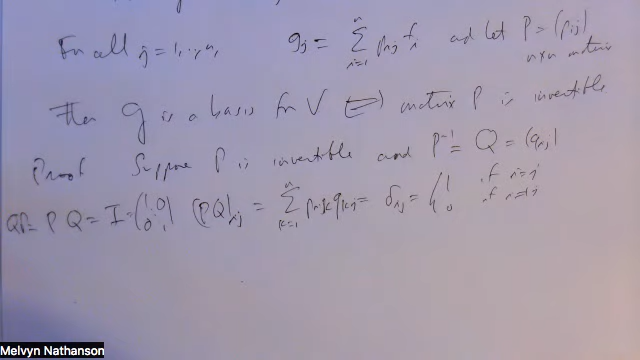 For all j = 1, .., n, g_j = ∑_{i=1}^{n} p_{ij} f_i and let P = (p_{ij})
n×n matrix
Then G is a basis for V ⟺ matrix P is invertible
Proof Suppose P is invertible and P^{-1} = Q = (q_{ij})
QP = PQ = I = (1 0 0 1) (PQ)_{ij} = ∑_{k=1}^{n} p_{ik} q_{kj} = δ_{ij} = { 1 if i=j
0 if i≠j
Melvyn Nathanson